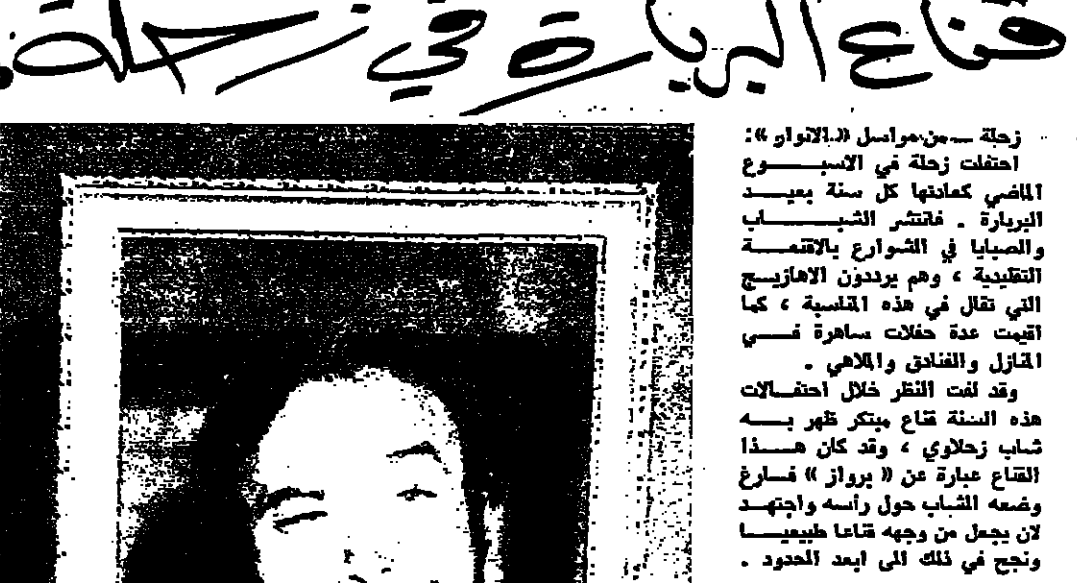 قناع البربارة في زحلة
زحلة ــ من مراسل «الانوار»:
احتفلت زحلة في الاسبوع
الماضي كعادتها كل سنة بعيد
البربارة . فانتشر الشباب
والصبايا في الشوارع بالاقنعة
التقليدية ، وهم يرددون الاهازيج
التي تقال في هذه المناسبة ، كما
اقيمت عدة حفلات ساهرة في
المنازل والفنادق والملاهي .
وقد لفت النظر خلال احتفالات
هذه السنة قناع مبتكر ظهر به
شاب زحلاوي ، وقد كان هذا
القناع عبارة عن « برواز » فارغ
وضعه الشاب حول راسه واجتهد
لان يجعل من وجهه قناعا طبيعيا
ونجح في ذلك الى ابعد الحدود .